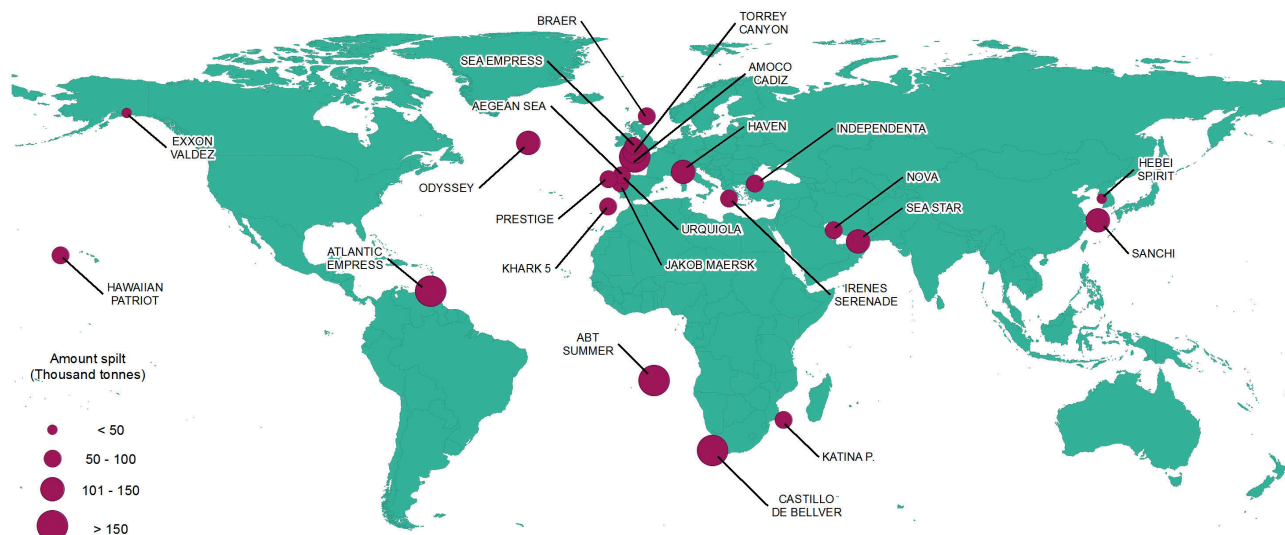 BRAER
TORREY
CANYON
SEA EMPRESS
AMOCO
CADIZ
AEGEAN SEA
HAVEN
INDEPENDENTA
EXXON
VALDEZ
ODYSSEY
NOVA
HEBEI
SPIRIT
PRESTIGE
SEA STAR
URQUIOLA
SANCHI
ATLANTIC
EMPRESS
KHARK 5
JAKOB MAERSK
HAWAIIAN
PATRIOT
IRENES
SERENADE
ABT
SUMMER
Amount spilt
(Thousand tonnes)
< 50
50 - 100
101 - 150
> 150
KATINA P.
CASTILLO
DE BELLVER